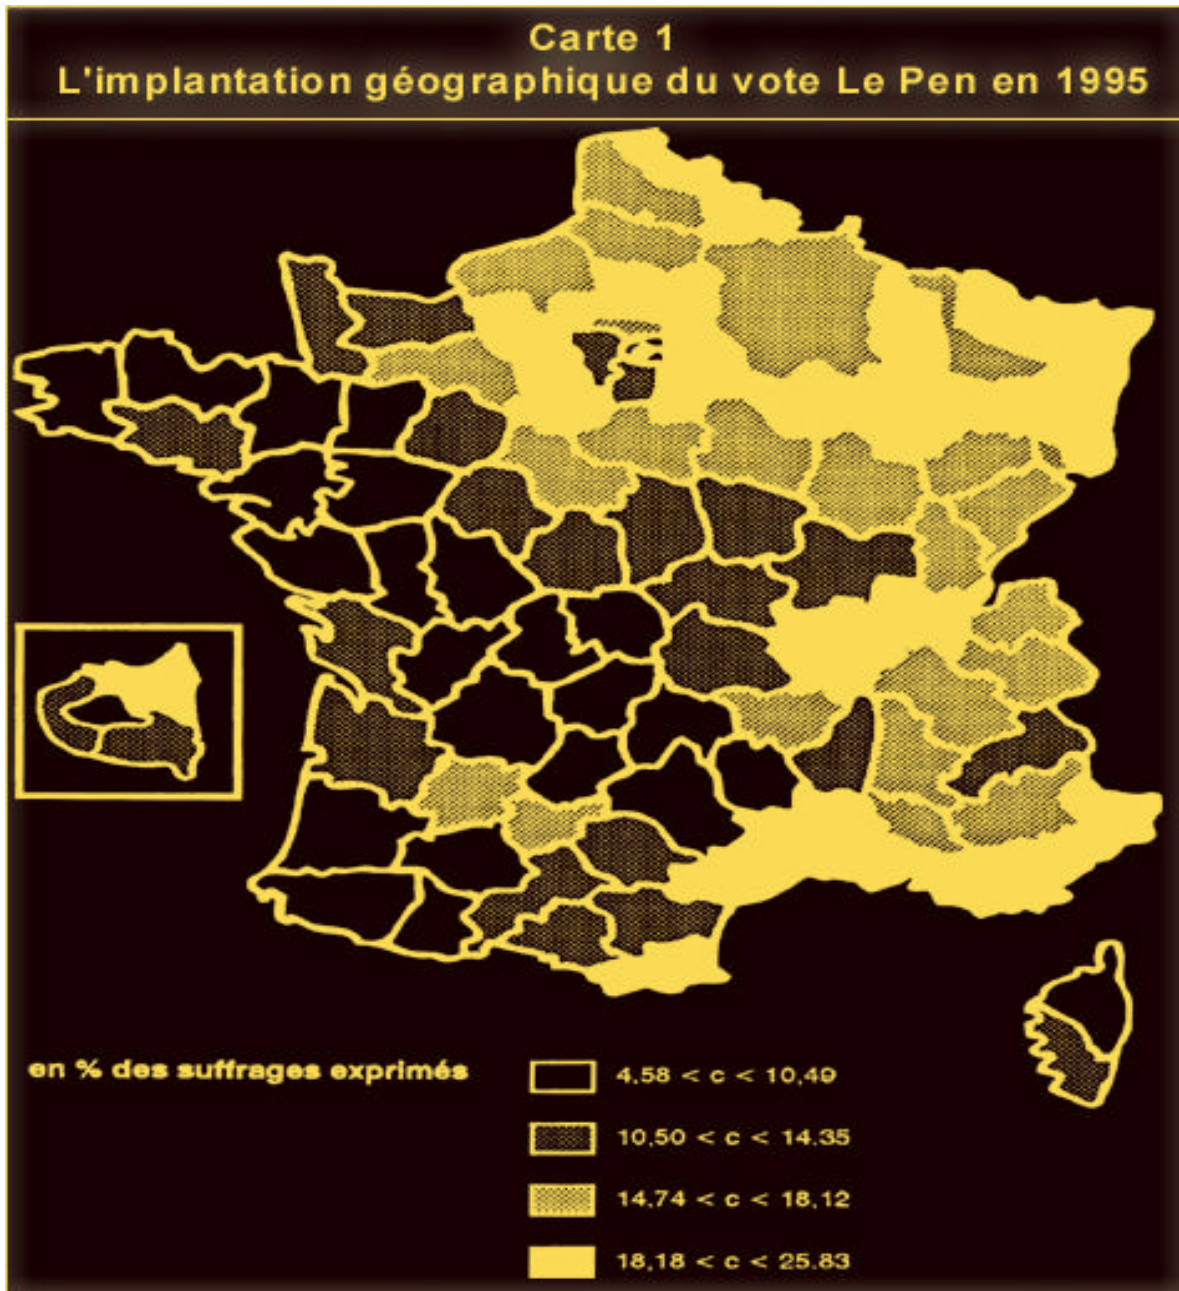 Carte 1
L'implantation géographique du vote Le Pen en 1995
en % des suffrages exprimés
4,58 < c < 10,49
10,50 < c < 14.35
14,74 < c < 18,12
18,18 < c < 25.83